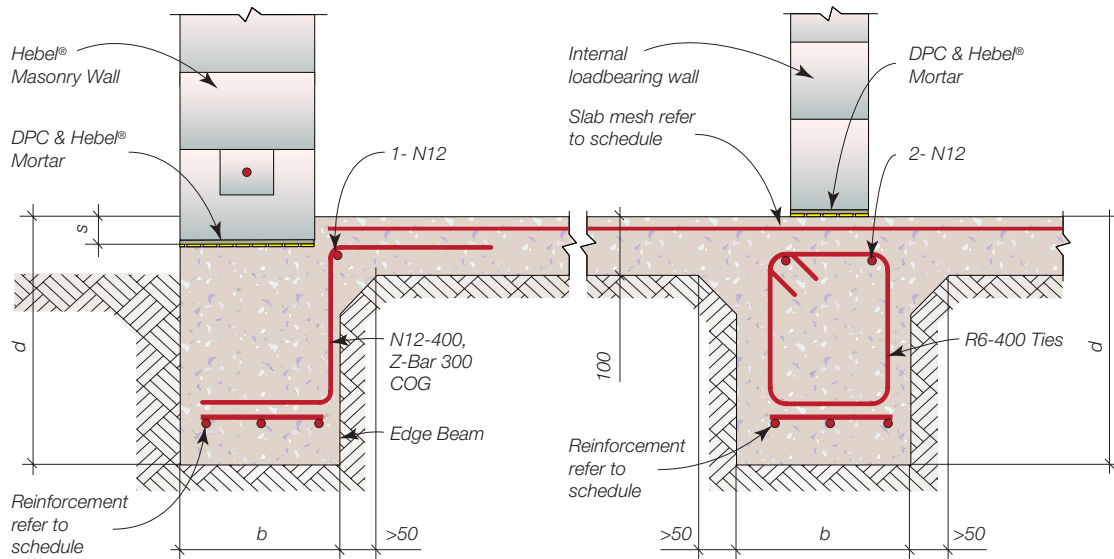 Hebel®
Masonry Wall
DPC & Hebel®
Mortar
s
d
1- N12
N12-400,
Z-Bar 300
COG
Edge Beam
Reinforcement
refer to
schedule
b
>50
Internal
loadbearing wall
Slab mesh refer
to schedule
DPC & Hebel®
Mortar
2- N12
100
R6-400 Ties
d
Reinforcement
refer to
schedule
>50
b
>50